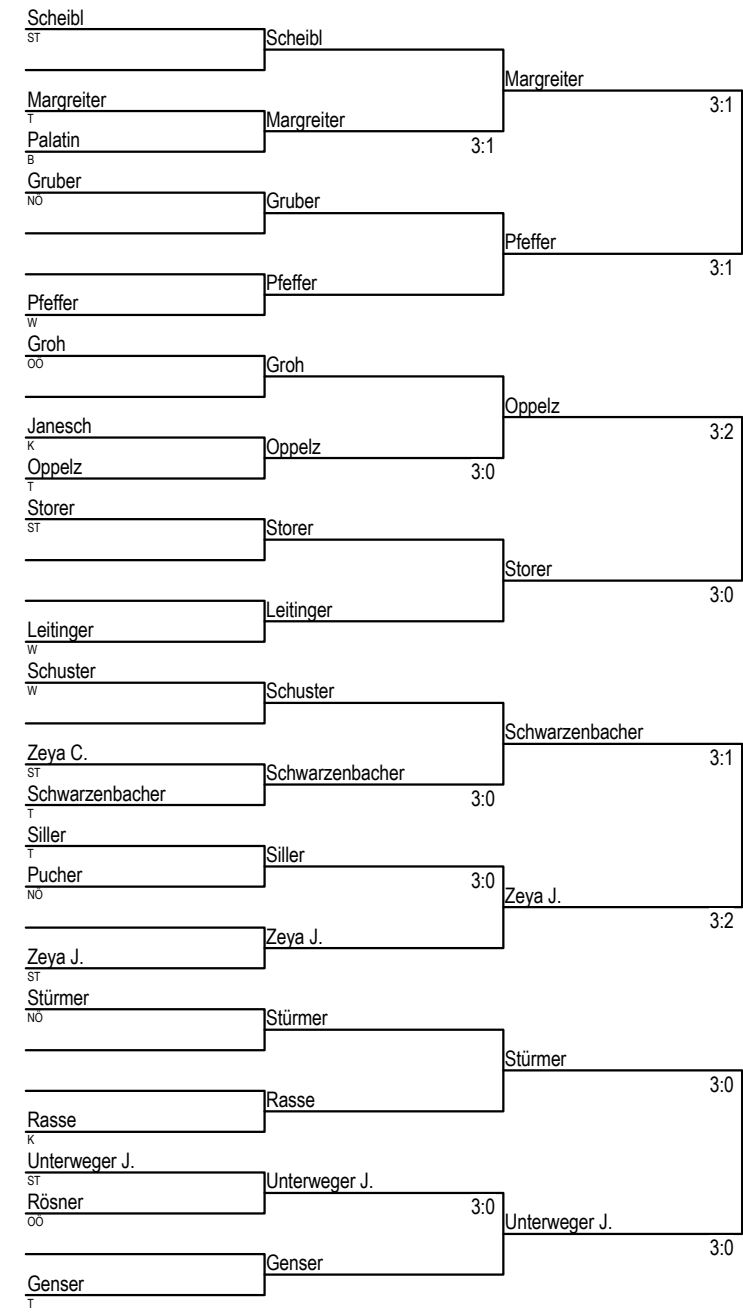 Scheibl
ST
Scheibl
Margreiter
3:1
Margreiter
T
Margreiter
3:1
Palatin
B
Gruber
NÖ
Gruber
Pfeffer
3:1
Pfeffer
Pfeffer
W
Groh
OÖ
Groh
Oppelz
3:2
Janesch
K
Oppelz
3:0
Oppelz
T
Storer
ST
Storer
Storer
3:0
Leitinger
Leitinger
W
Schuster
W
Schuster
Schwarzenbacher
3:1
Zeya C.
ST
Schwarzenbacher
3:0
Schwarzenbacher
T
Siller
T
Siller
3:0
Pucher
NÖ
Zeya J.
3:2
Zeya J.
Zeya J.
ST
Stürmer
NÖ
Stürmer
Stürmer
3:0
Rasse
Rasse
K
Unterweger J.
ST
Unterweger J.
3:0
Rösner
OÖ
Unterweger J.
3:0
Genser
Genser
T